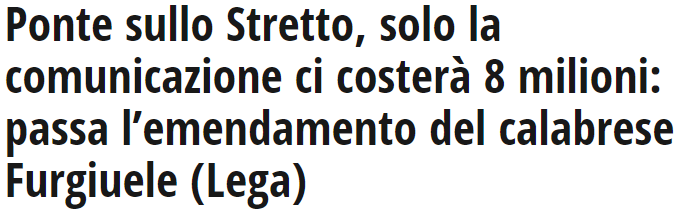 Ponte sullo Stretto, solo la
comunicazione ci costerà 8 milioni:
passa l’emendamento del calabrese
Furgiuele (Lega)